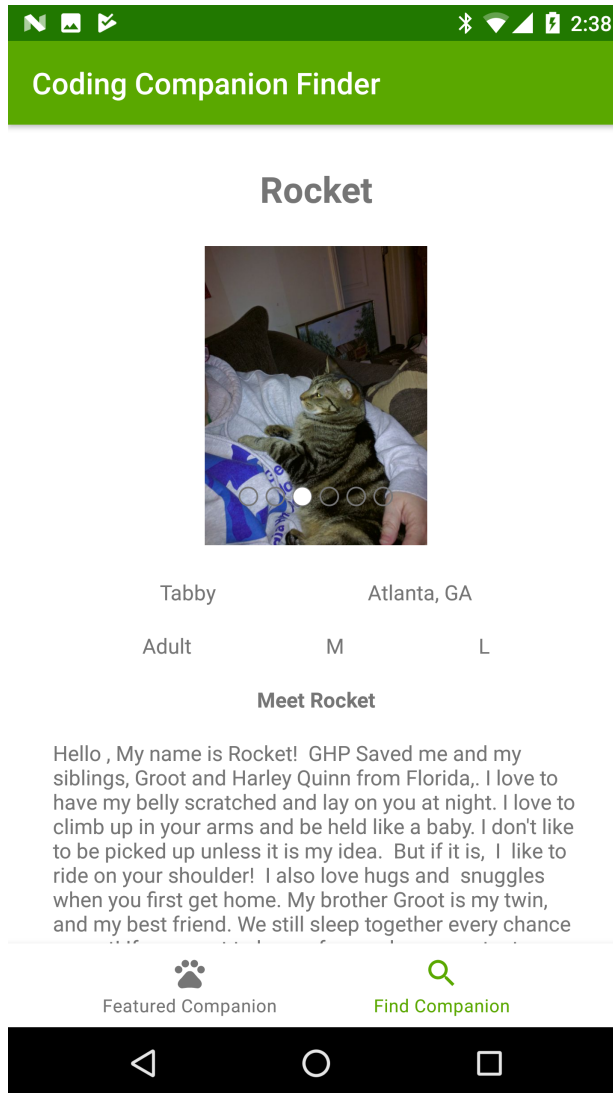 2:38
Coding Companion Finder
Rocket
Tabby Atlanta, GA
Adult M L
Meet Rocket
Hello , My name is Rocket!  GHP Saved me and my
siblings, Groot and Harley Quinn from Florida,. I love to
have my belly scratched and lay on you at night. I love to
climb up in your arms and be held like a baby. I don't like
to be picked up unless it is my idea.  But if it is,  I  like to
ride on your shoulder!  I also love hugs and  snuggles
when you first get home. My brother Groot is my twin,
and my best friend. We still sleep together every chance
Featured Companion Find Companion